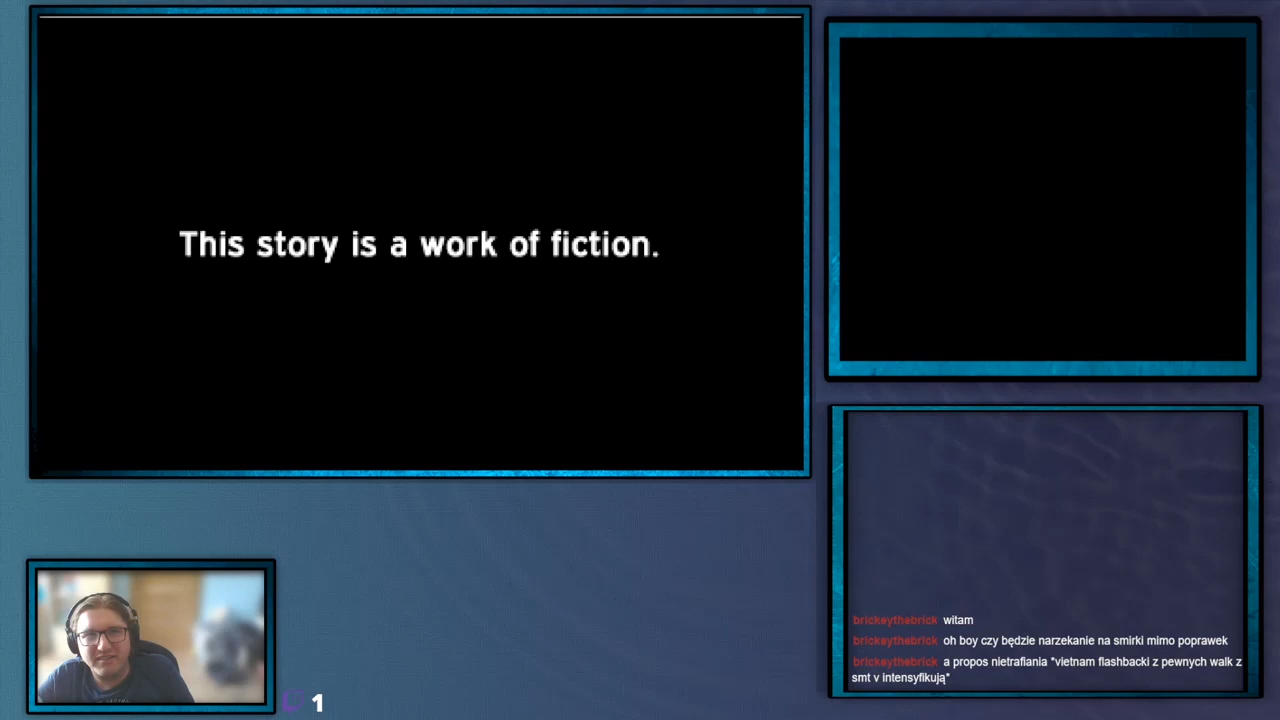 This story is a work of fiction.
brickeythebrick witam
brickeythebrick oh boy czy będzie narzekanie na smirki mimo poprawek
brickeythebrick a propos nietrafiania "vietnam flashbacki z pewnych walk z
smt v intensyfikują"
1